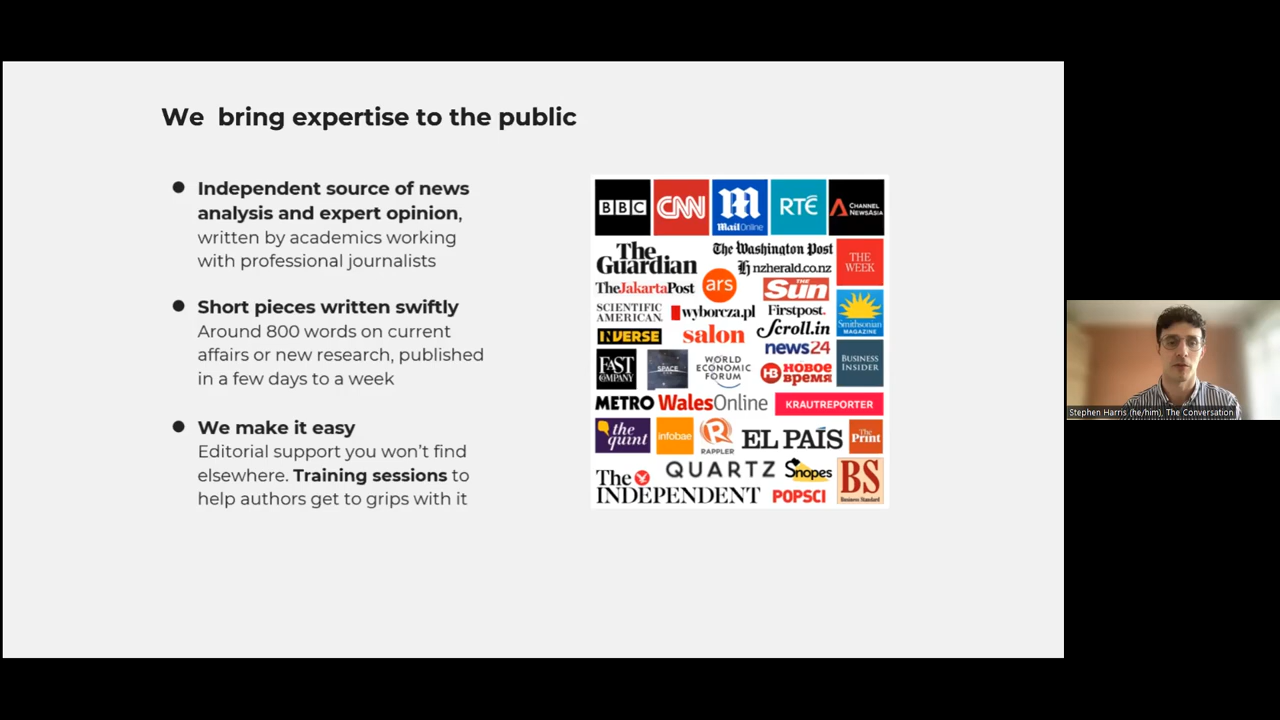 We  bring expertise to the public
Independent source of news
analysis and expert opinion,
written by academics working
with professional journalists
Short pieces written swiftly
Around 800 words on current
affairs or new research, published
in a few days to a week
We make it easy
Editorial support you won’t find
elsewhere. Training sessions to
help authors get to grips with it
BBC
CNN
m
MailOnline
RTÉ
CHANNEL
NEWSASIA
The
Guardian
The Washington Post
nzherald.co.nz
THE
WEEK
TheJakartaPost
ars
THE
Sun
SCIENTIFIC
AMERICAN.
wyborcza.pl
Firstpost.
Smithsonian
MAGAZINE
INVERSE
salon
Scroll.in
news24
FAST
COMPANY
SPACE
WORLD
ECONOMIC
FORUM
НВ НОВОЕ
ВРЕМЯ
BUSINESS
INSIDER
METRO
WalesOnline
KRAUTREPORTER
the
quint
infobae
RAPPLER
EL PAÍS
The
Print
QUARTZ
Snopes
BS
Business Standard
The
INDEPENDENT
POPSCI
Stephen Harris (he/him), The Conversation